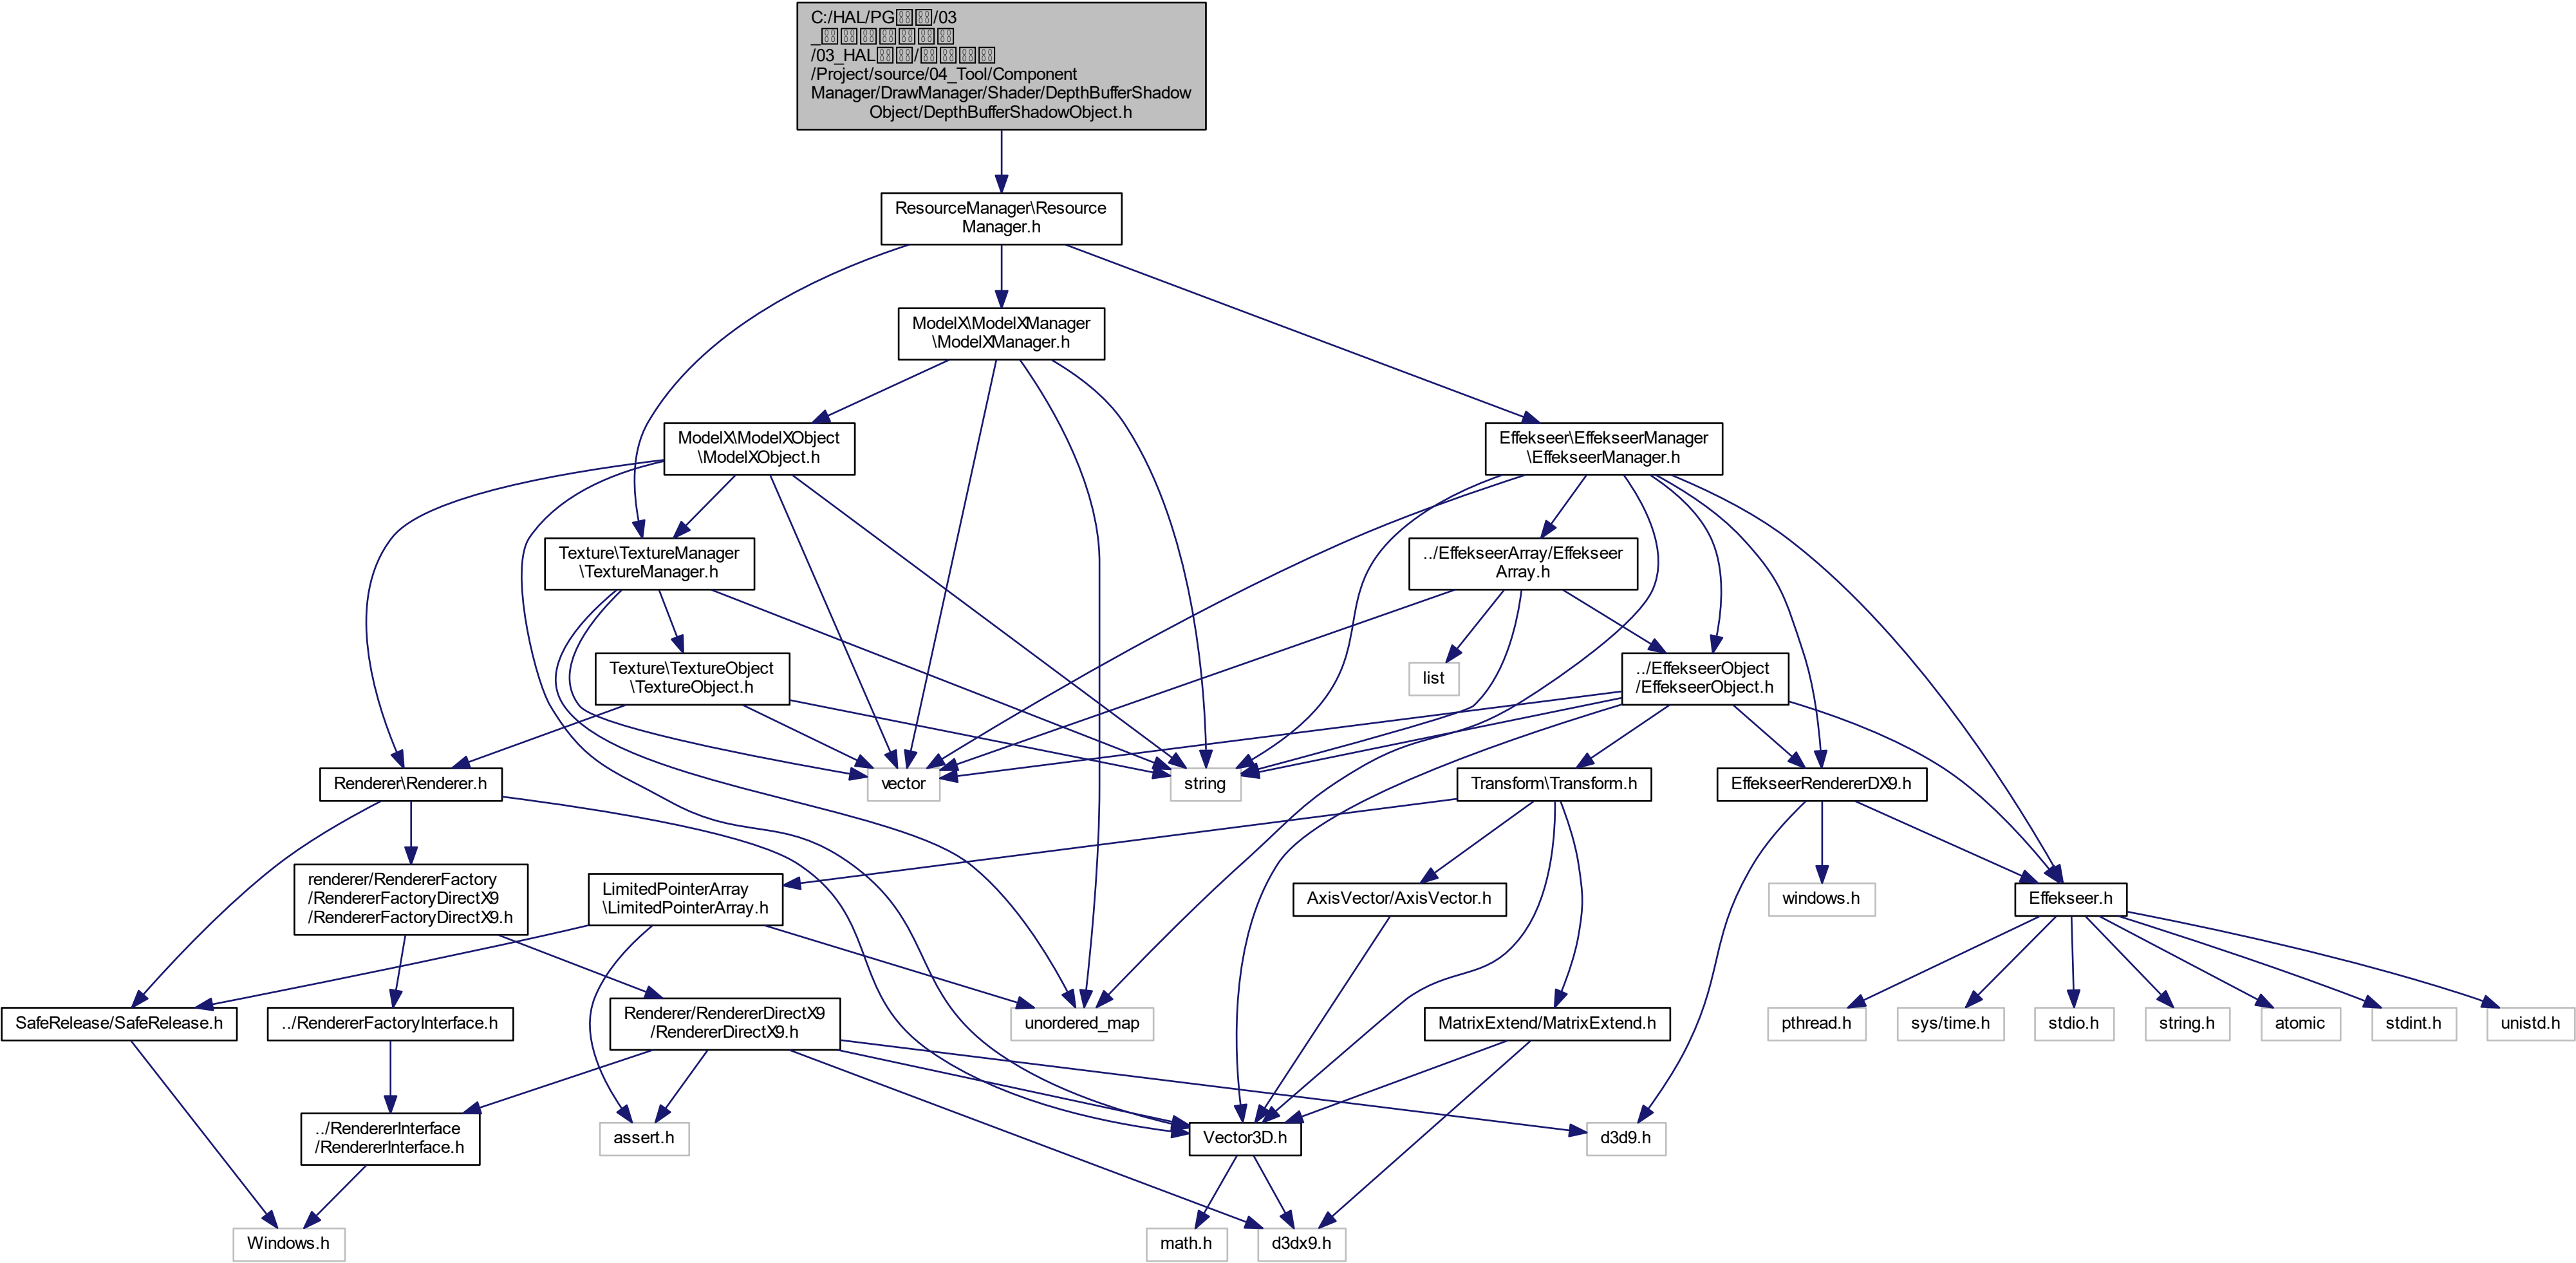 C:/HAL/PG/03
_
/03_HAL/
/Project/source/04_Tool/Component
Manager/DrawManager/Shader/DepthBufferShadow
Object/DepthBufferShadowObject.h
ResourceManager\Resource
Manager.h
ModelX\ModelXManager
\ModelXManager.h
ModelX\ModelXObject
\ModelXObject.h
Effekseer\EffekseerManager
\EffekseerManager.h
Texture\TextureManager
\TextureManager.h
../EffekseerArray/Effekseer
Array.h
Texture\TextureObject
\TextureObject.h
list
../EffekseerObject
/EffekseerObject.h
Renderer\Renderer.h
vector
string
Transform\Transform.h
EffekseerRendererDX9.h
renderer/RendererFactory
/RendererFactoryDirectX9
/RendererFactoryDirectX9.h
LimitedPointerArray
\LimitedPointerArray.h
AxisVector/AxisVector.h
windows.h
Effekseer.h
SafeRelease/SafeRelease.h
../RendererFactoryInterface.h
Renderer/RendererDirectX9
/RendererDirectX9.h
unordered_map
MatrixExtend/MatrixExtend.h
pthread.h
sys/time.h
stdio.h
string.h
atomic
stdint.h
unistd.h
../RendererInterface
/RendererInterface.h
assert.h
Vector3D.h
d3d9.h
Windows.h
math.h
d3dx9.h